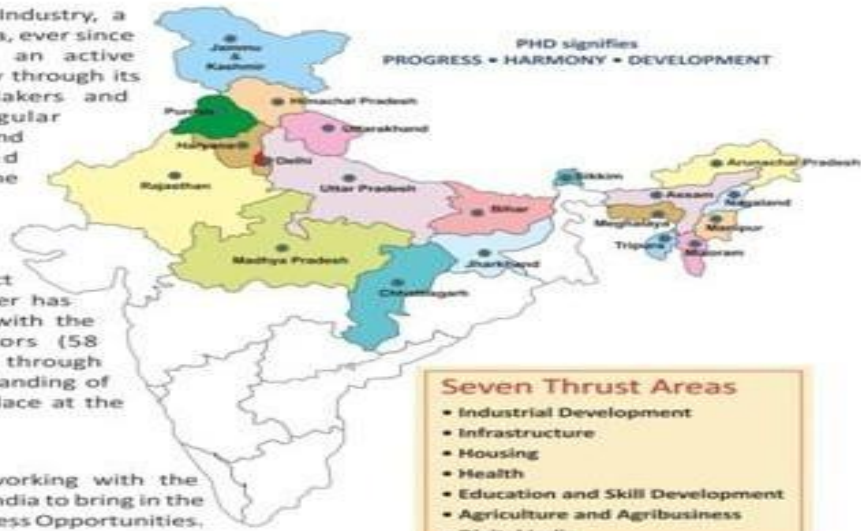 Industry, a
a, ever since
an active
y through its
akers and
gular
nd
d
ne
ct
er has
with the
ors (58
through
anding of
lace at the
working with the
ndia to bring in the
ess Opportunities.
PHD signifies
PROGRESS • HARMONY • DEVELOPMENT
Jammu
&
Kashmir
Himachal Pradesh
Punjab
Uttarakhand
Haryana
Delhi
Rajasthan
Uttar Pradesh
Bihar
Sikkim
Arunachal Pradesh
Assam
Nagaland
Meghalaya
Manipur
Tripura
Mizoram
Madhya Pradesh
Jharkhand
Chhattisgarh
Seven Thrust Areas
• Industrial Development
• Infrastructure
• Housing
• Health
• Education and Skill Development
• Agriculture and Agribusiness